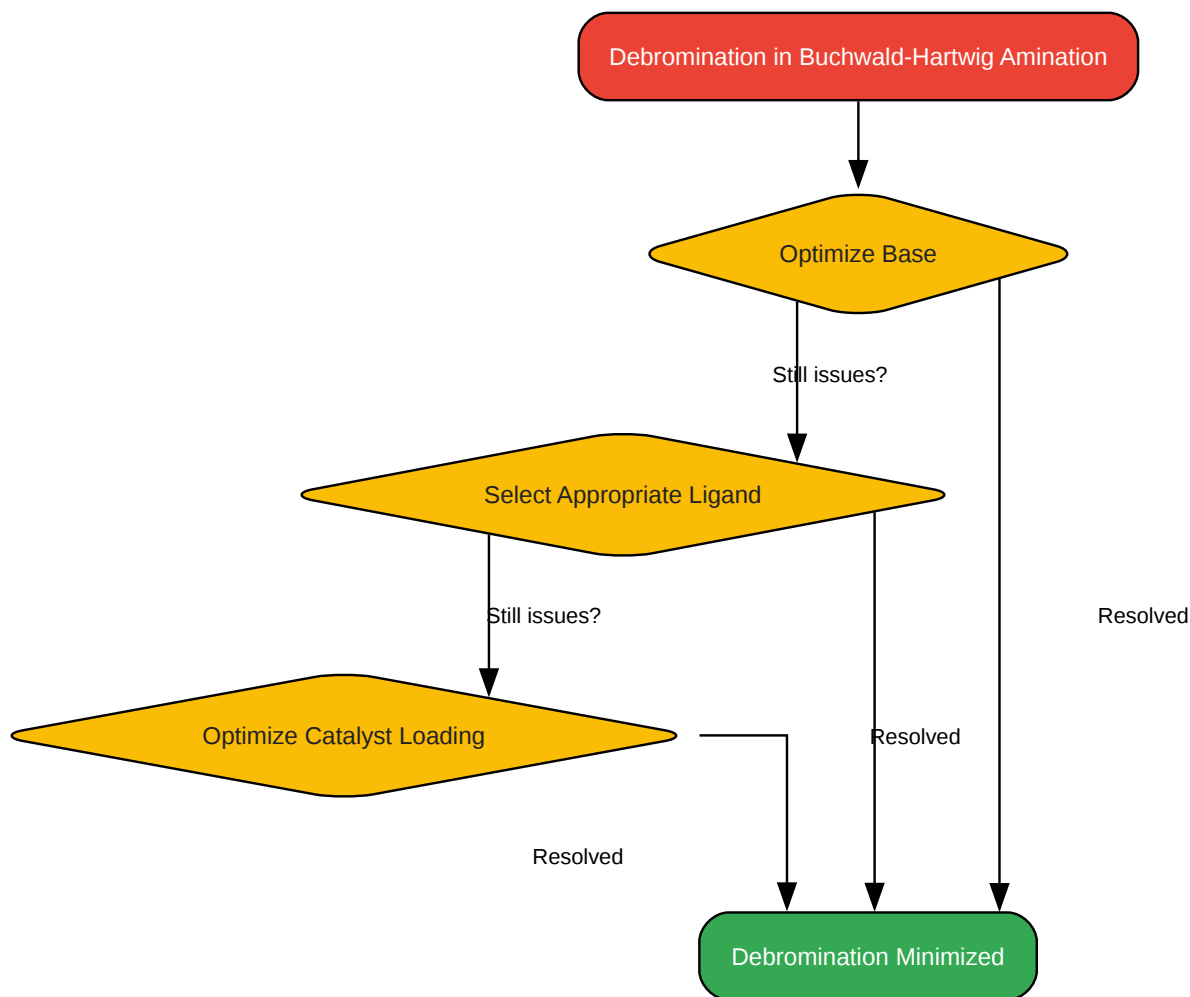 Debromination in Buchwald-Hartwig Amination
Optimize Base
Still issues?
Select Appropriate Ligand
Still issues?
Resolved
Optimize Catalyst Loading
Resolved
Resolved
Debromination Minimized